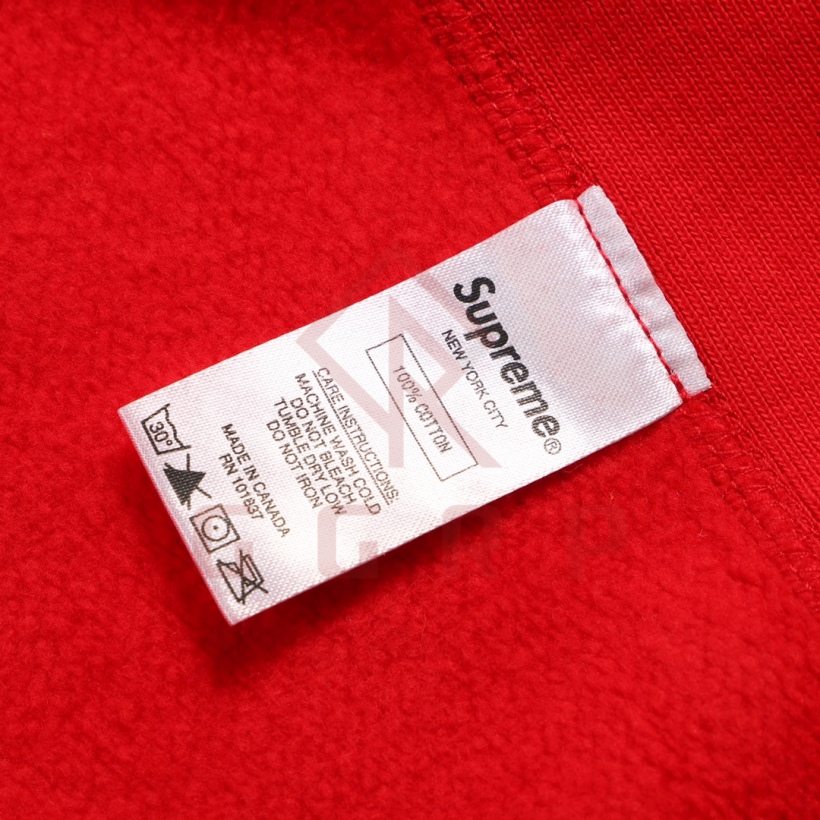 Supreme®
NEW YORK CITY
100% COTTON
CARE INSTRUCTIONS:
MACHINE WASH COLD
DO NOT BLEACH
TUMBLE DRY LOW
DO NOT IRON
MADE IN CANADA
RN 101837
30°